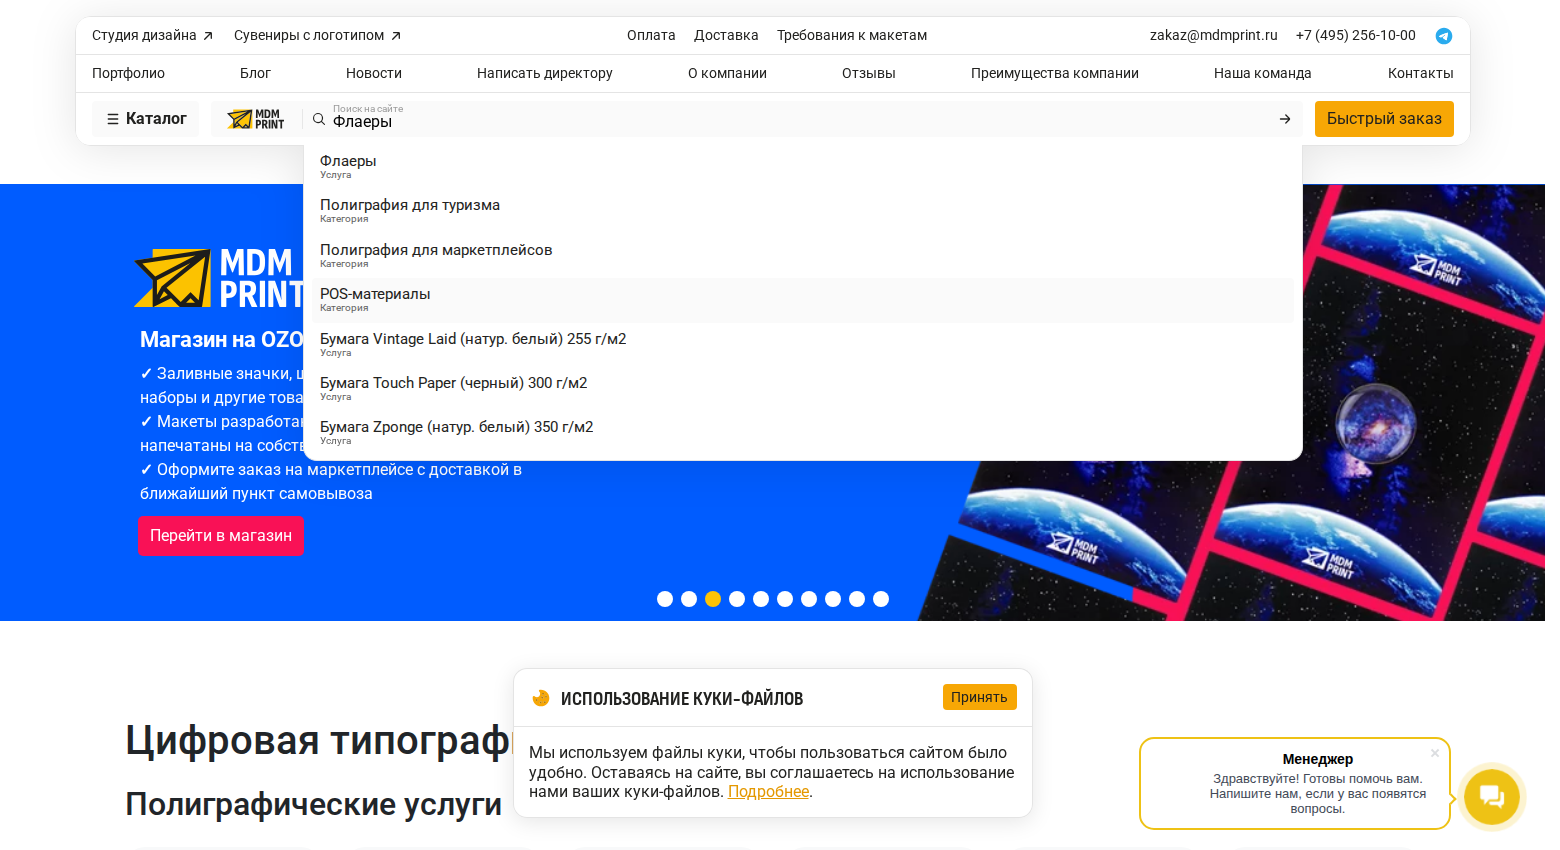 Студия дизайна Сувениры с логотипом Оплата Доставка Требования к макетам zakaz@mdmprint.ru +7 (495) 256-10-00
Портфолио Блог Новости Написать директору О компании Отзывы Преимущества компании Наша команда Контакты
Каталог MDM PRINT Поиск на сайте Быстрый заказ
Флаеры
Флаеры
Услуга
Полиграфия для туризма
Категория
Полиграфия для маркетплейсов
Категория
POS-материалы
Категория
Бумага Vintage Laid (натур. белый) 255 г/м2
Услуга
Бумага Touch Paper (черный) 300 г/м2
Услуга
Бумага Zponge (натур. белый) 350 г/м2
Услуга
MDM
PRINT
Магазин на OZO
✓ Заливные значки,
наборы и другие това
✓ Макеты разработа
напечатаны на собств
✓ Оформите заказ на маркетплейсе с доставкой в
ближайший пункт самовывоза
Перейти в магазин
MDM
PRINT
MDM
PRINT
MDM
PRINT
ИСПОЛЬЗОВАНИЕ КУКИ-ФАЙЛОВ
Принять
Мы используем файлы куки, чтобы пользоваться сайтом было
удобно. Оставаясь на сайте, вы соглашаетесь на использование
нами ваших куки-файлов. Подробнее.
Цифровая типограф
Полиграфические услуги
Менеджер
Здравствуйте! Готовы помочь вам.
Напишите нам, если у вас появятся
вопросы.